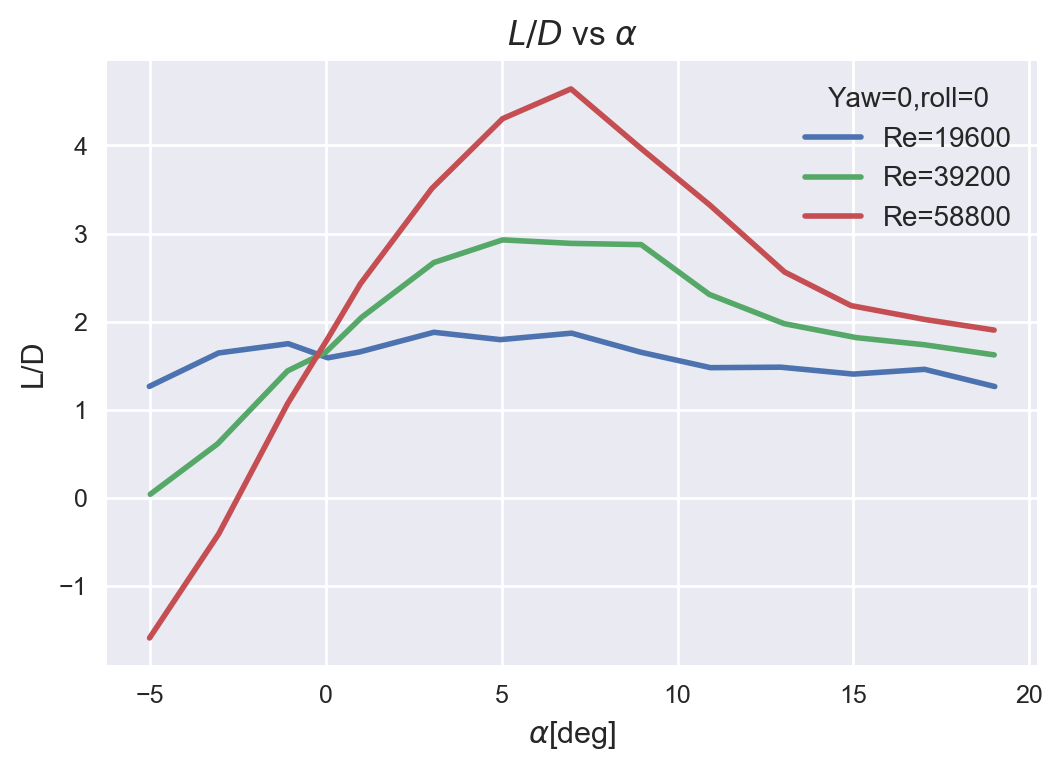 L/D vs α
Yaw=0,roll=0
Re=19600
Re=39200
Re=58800
4
3
2
1
0
−1
L/D
−5
0
5
10
15
20
α[deg]